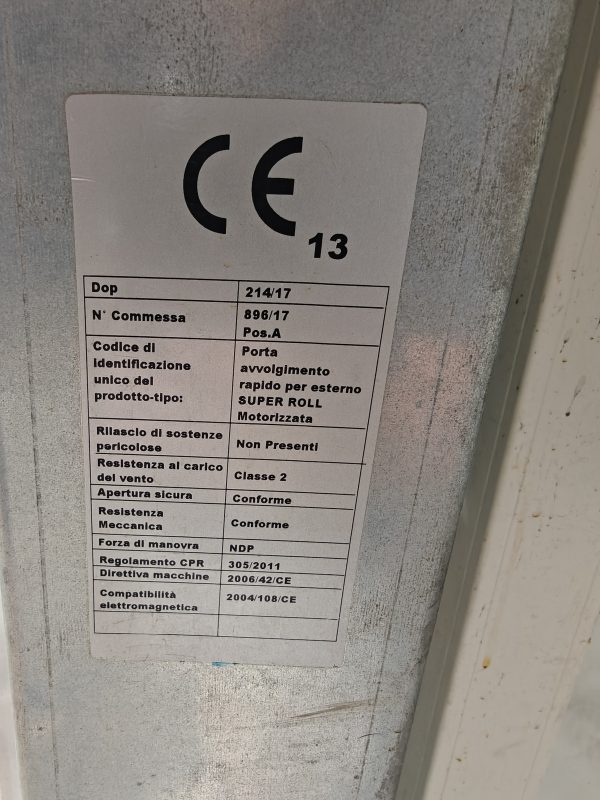 CE
13
Dop 214/17
N° Commessa 896/17
Pos.A
Codice di Porta
identificazione avvolgimento
unico del rapido per esterno
prodotto-tipo: SUPER ROLL
Motorizzata
Rilascio di sostenze Non Presenti
pericolose
Resistenza al carico Classe 2
del vento
Apertura sicura Conforme
Resistenza Conforme
Meccanica
Forza di manovra NDP
Regolamento CPR 305/2011
Direttiva macchine 2006/42/CE
Compatibilità 2004/108/CE
elettromagnetica